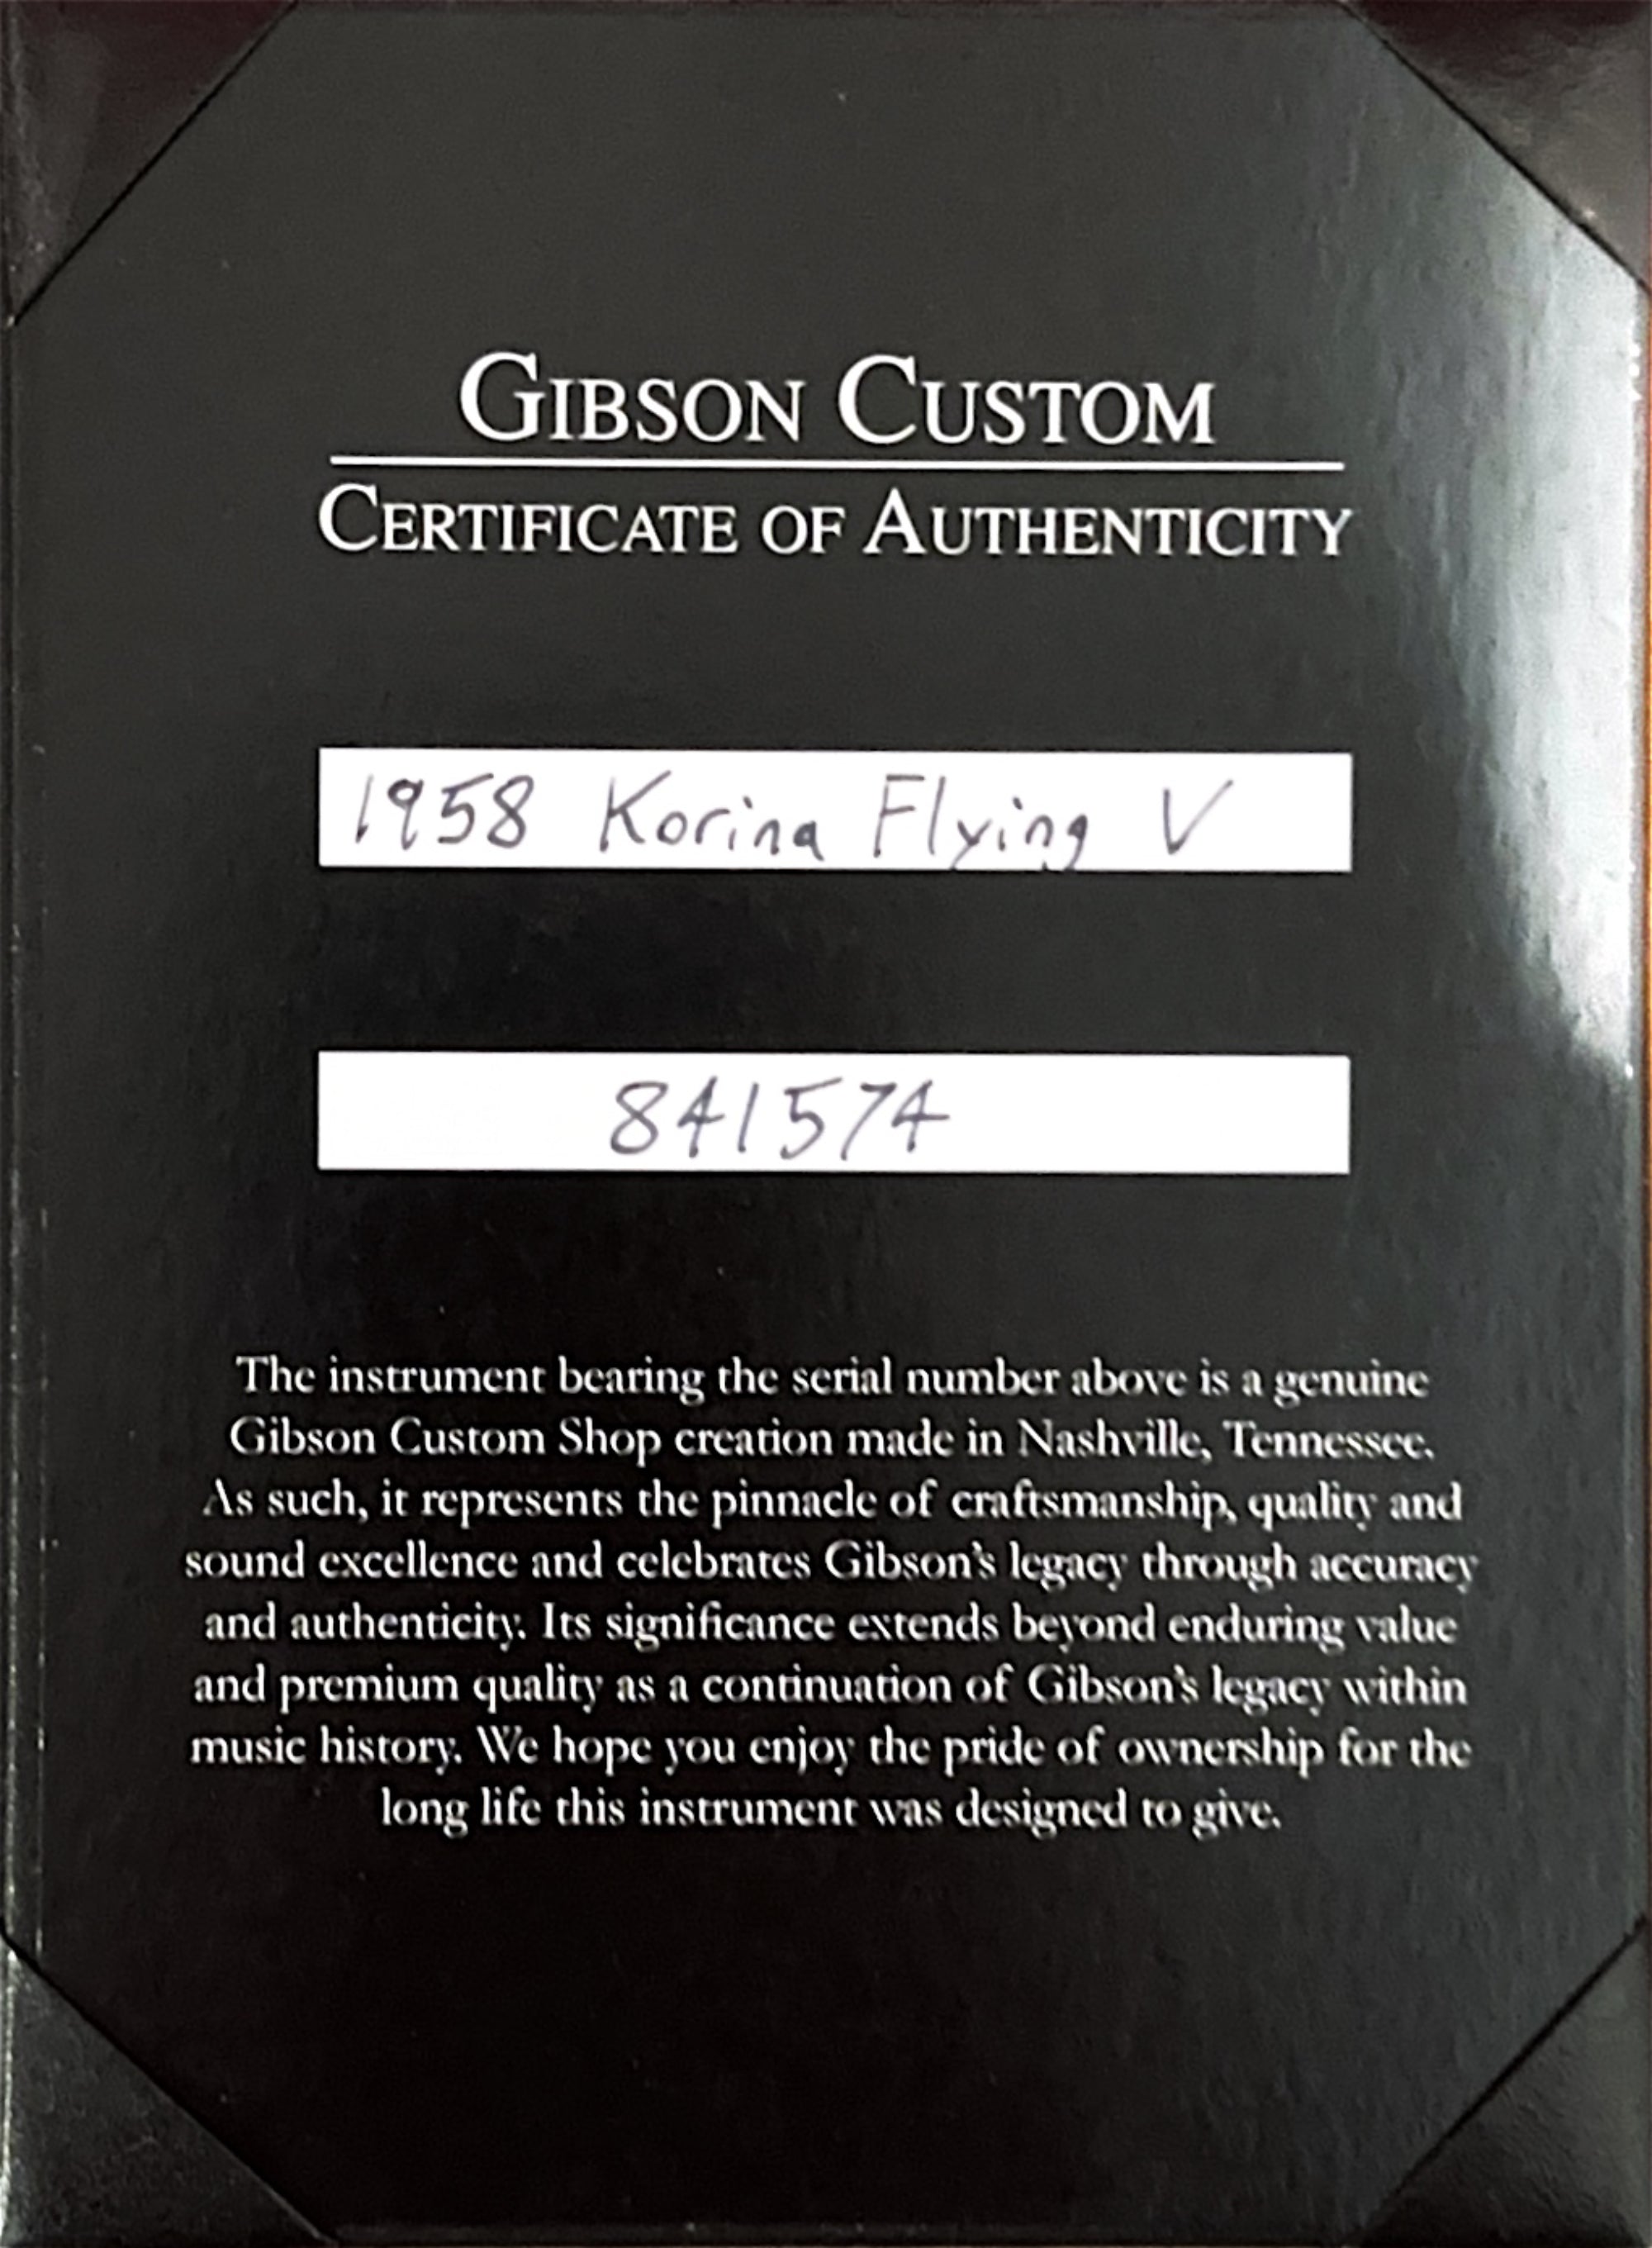 GIBSON CUSTOM
CERTIFICATE OF AUTHENTICITY
1958 Korina Flying V
841574
The instrument bearing the serial number above is a genuine
Gibson Custom Shop creation made in Nashville, Tennessee.
As such, it represents the pinnacle of craftsmanship, quality and
sound excellence and celebrates Gibson's legacy through accuracy
and authenticity. Its significance extends beyond enduring value
and premium quality as a continuation of Gibson's legacy within
music history. We hope you enjoy the pride of ownership for the
long life this instrument was designed to give.